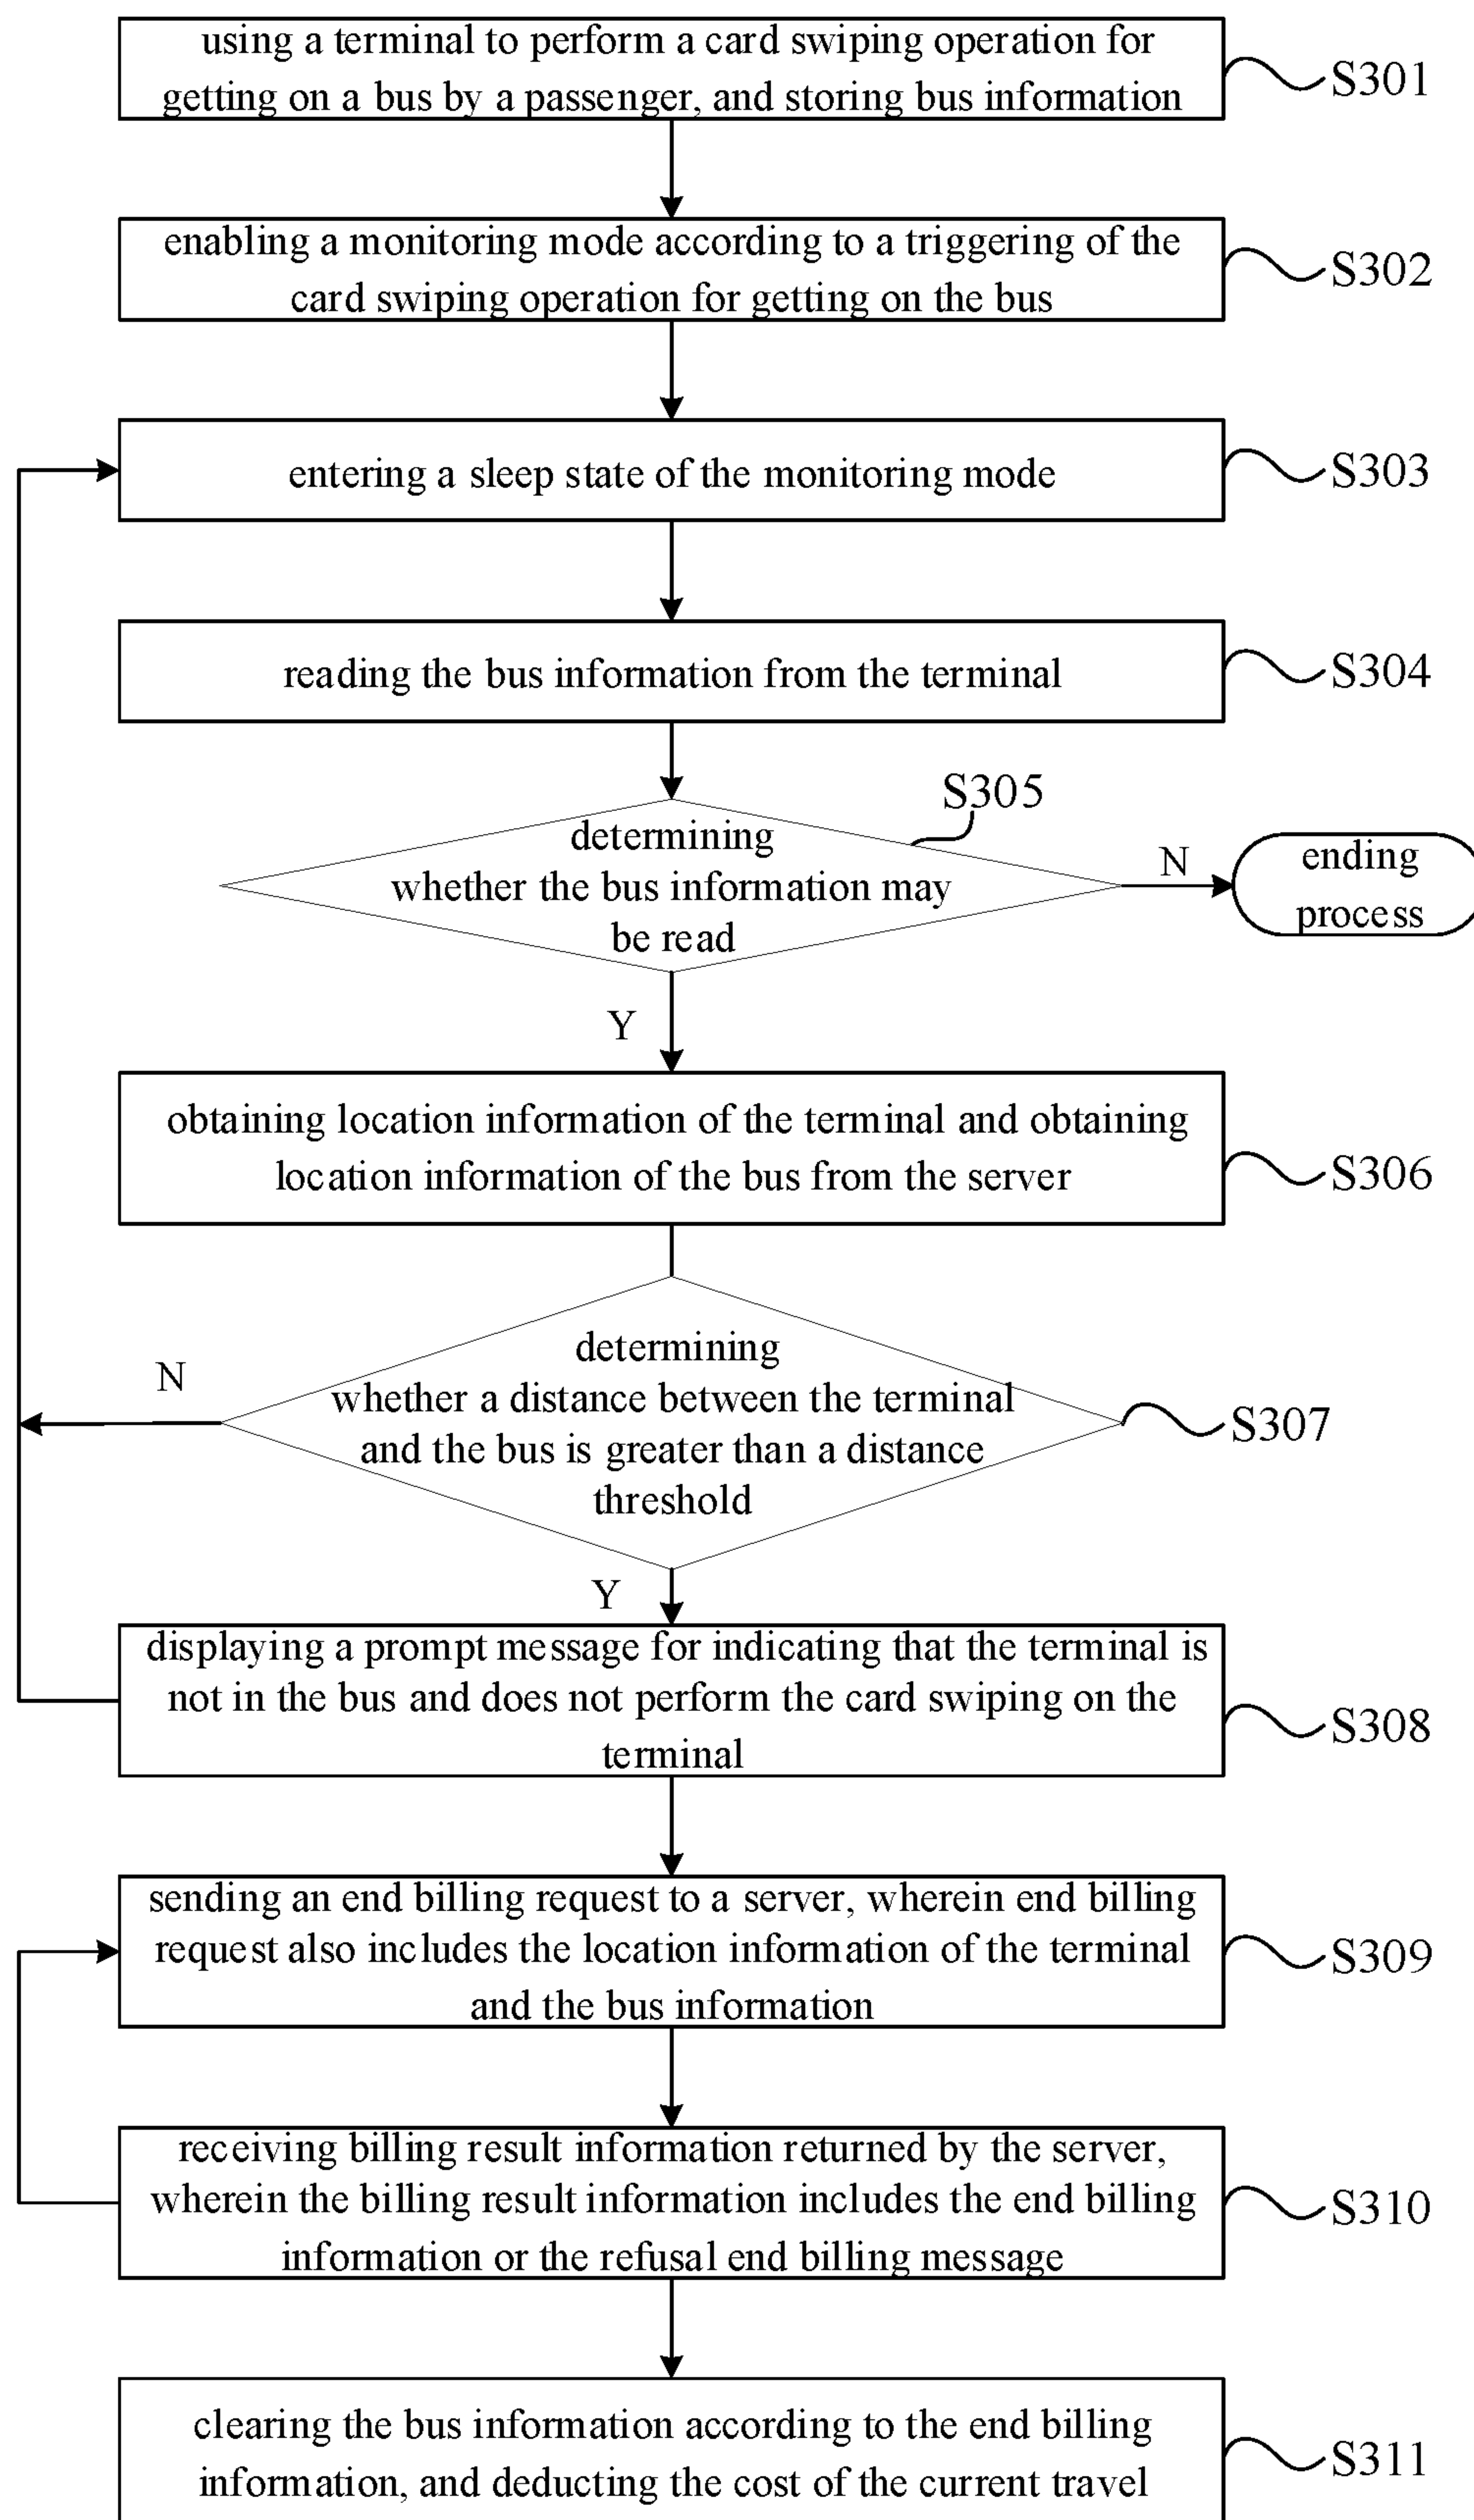 using a terminal to perform a card swiping operation for
getting on a bus by a passenger, and storing bus information
S301
enabling a monitoring mode according to a triggering of the
card swiping operation for getting on the bus
S302
entering a sleep state of the monitoring mode
S303
reading the bus information from the terminal
S304
S305
determining
whether the bus information may
be read
N
ending
process
Y
obtaining location information of the terminal and obtaining
location information of the bus from the server
S306
determining
whether a distance between the terminal
and the bus is greater than a distance
threshold
N
S307
Y
displaying a prompt message for indicating that the terminal is
not in the bus and does not perform the card swiping on the
terminal
S308
sending an end billing request to a server, wherein end billing
request also includes the location information of the terminal
and the bus information
S309
receiving billing result information returned by the server,
wherein the billing result information includes the end billing
information or the refusal end billing message
S310
clearing the bus information according to the end billing
information, and deducting the cost of the current travel
S311